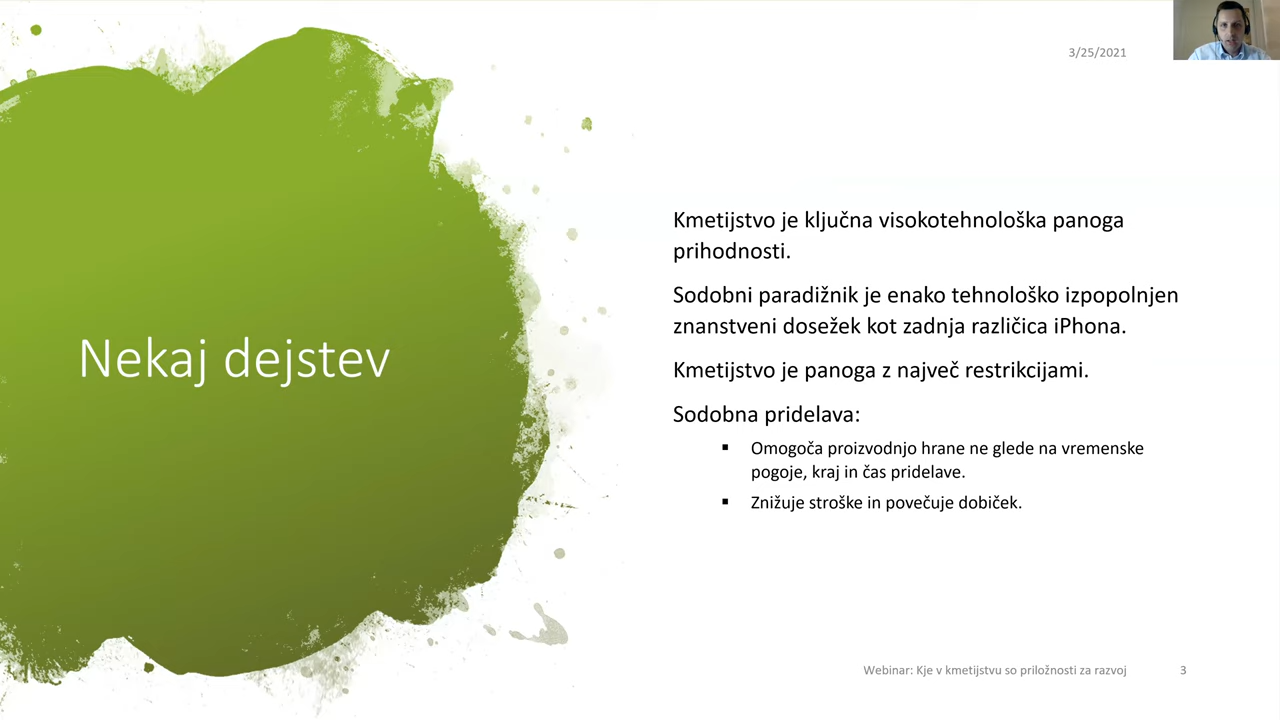 3/25/2021
Nekaj dejstev
Kmetijstvo je ključna visokotehnološka panoga
prihodnosti.
Sodobni paradižnik je enako tehnološko izpopolnjen
znanstveni dosežek kot zadnja različica iPhona.
Kmetijstvo je panoga z največ restrikcijami.
Sodobna pridelava:
▪ Omogoča proizvodnjo hrane ne glede na vremenske
pogoje, kraj in čas pridelave.
▪ Znižuje stroške in povečuje dobiček.
Webinar: Kje v kmetijstvu so priložnosti za razvoj 3